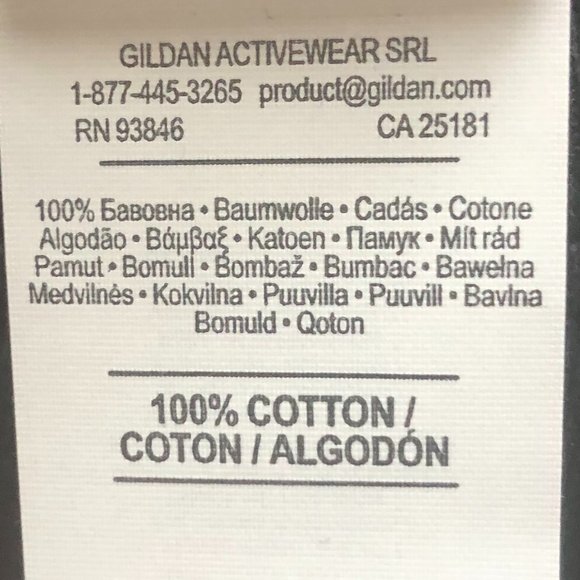 GILDAN ACTIVEWEAR SRL
1-877-445-3265 product@gildan.com
RN 93846 CA 25181
100% Бавовна • Baumwolle • Cadás • Cotone
Algodão • Βάμβαξ • Katoen • Памук • Mít rád
Pamut • Bomull • Bombaž • Bumbac • Bawełna
Medvilnės • Kokvilna • Puuvilla • Puuvill • Bavlna
Bomuld • Qoton
100% COTTON /
COTON / ALGODÓN